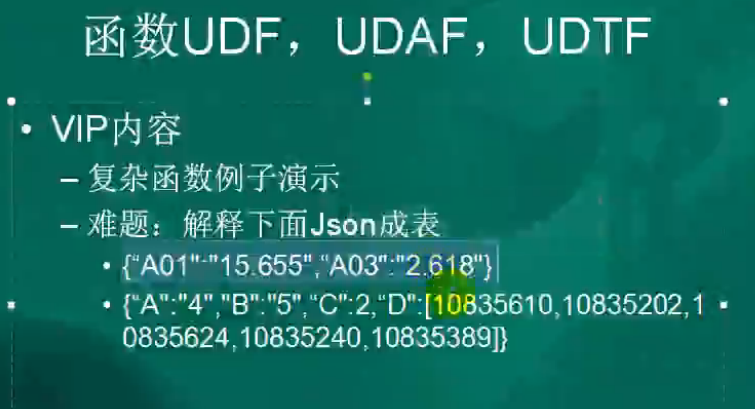 函数UDF，UDAF，UDTF
• VIP内容
– 复杂函数例子演示
– 难题：解释下面Json成表
• {“A01":"15.655","A03":"2.618"}
• {“A":"4","B":"5",“C":2,“D":[10835610,10835202,1
0835624,10835240,10835389]}